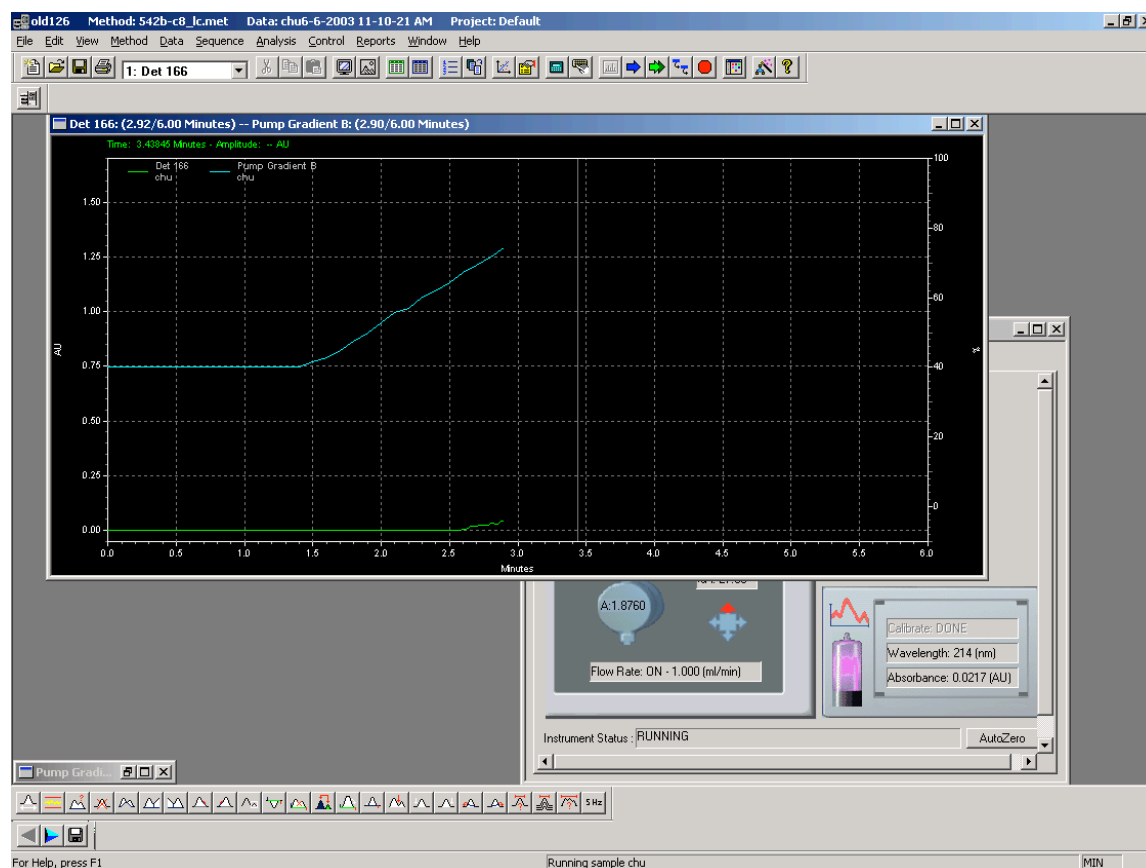 old126 Method: 542b-c8_lc.met Data: chu6-6-2003 11-10-21 AM Project: Default
File Edit View Method Data Sequence Analysis Control Reports Window Help
1: Det 166
Det 166: (2.92/6.00 Minutes) -- Pump Gradient B: (2.90/6.00 Minutes)
Time: 3.43845 Minutes - Amplitude: -- AU
Det 166 Pump Gradient B
chu chu
100
1.50
80
1.25
1.00 60
AU %
0.75 40
0.50
20
0.25
0
0.00
0.0 0.5 1.0 1.5 2.0 2.5 3.0 3.5 4.0 4.5 5.0 5.5 6.0
Minutes
A:1.8760
Flow Rate: ON - 1.000 (ml/min)
Calibrate: DONE
Wavelength: 214 (nm)
Absorbance: 0.0217 (AU)
Instrument Status : RUNNING AutoZero
Pump Gradi...
5 Hz
For Help, press F1 Running sample chu MIN